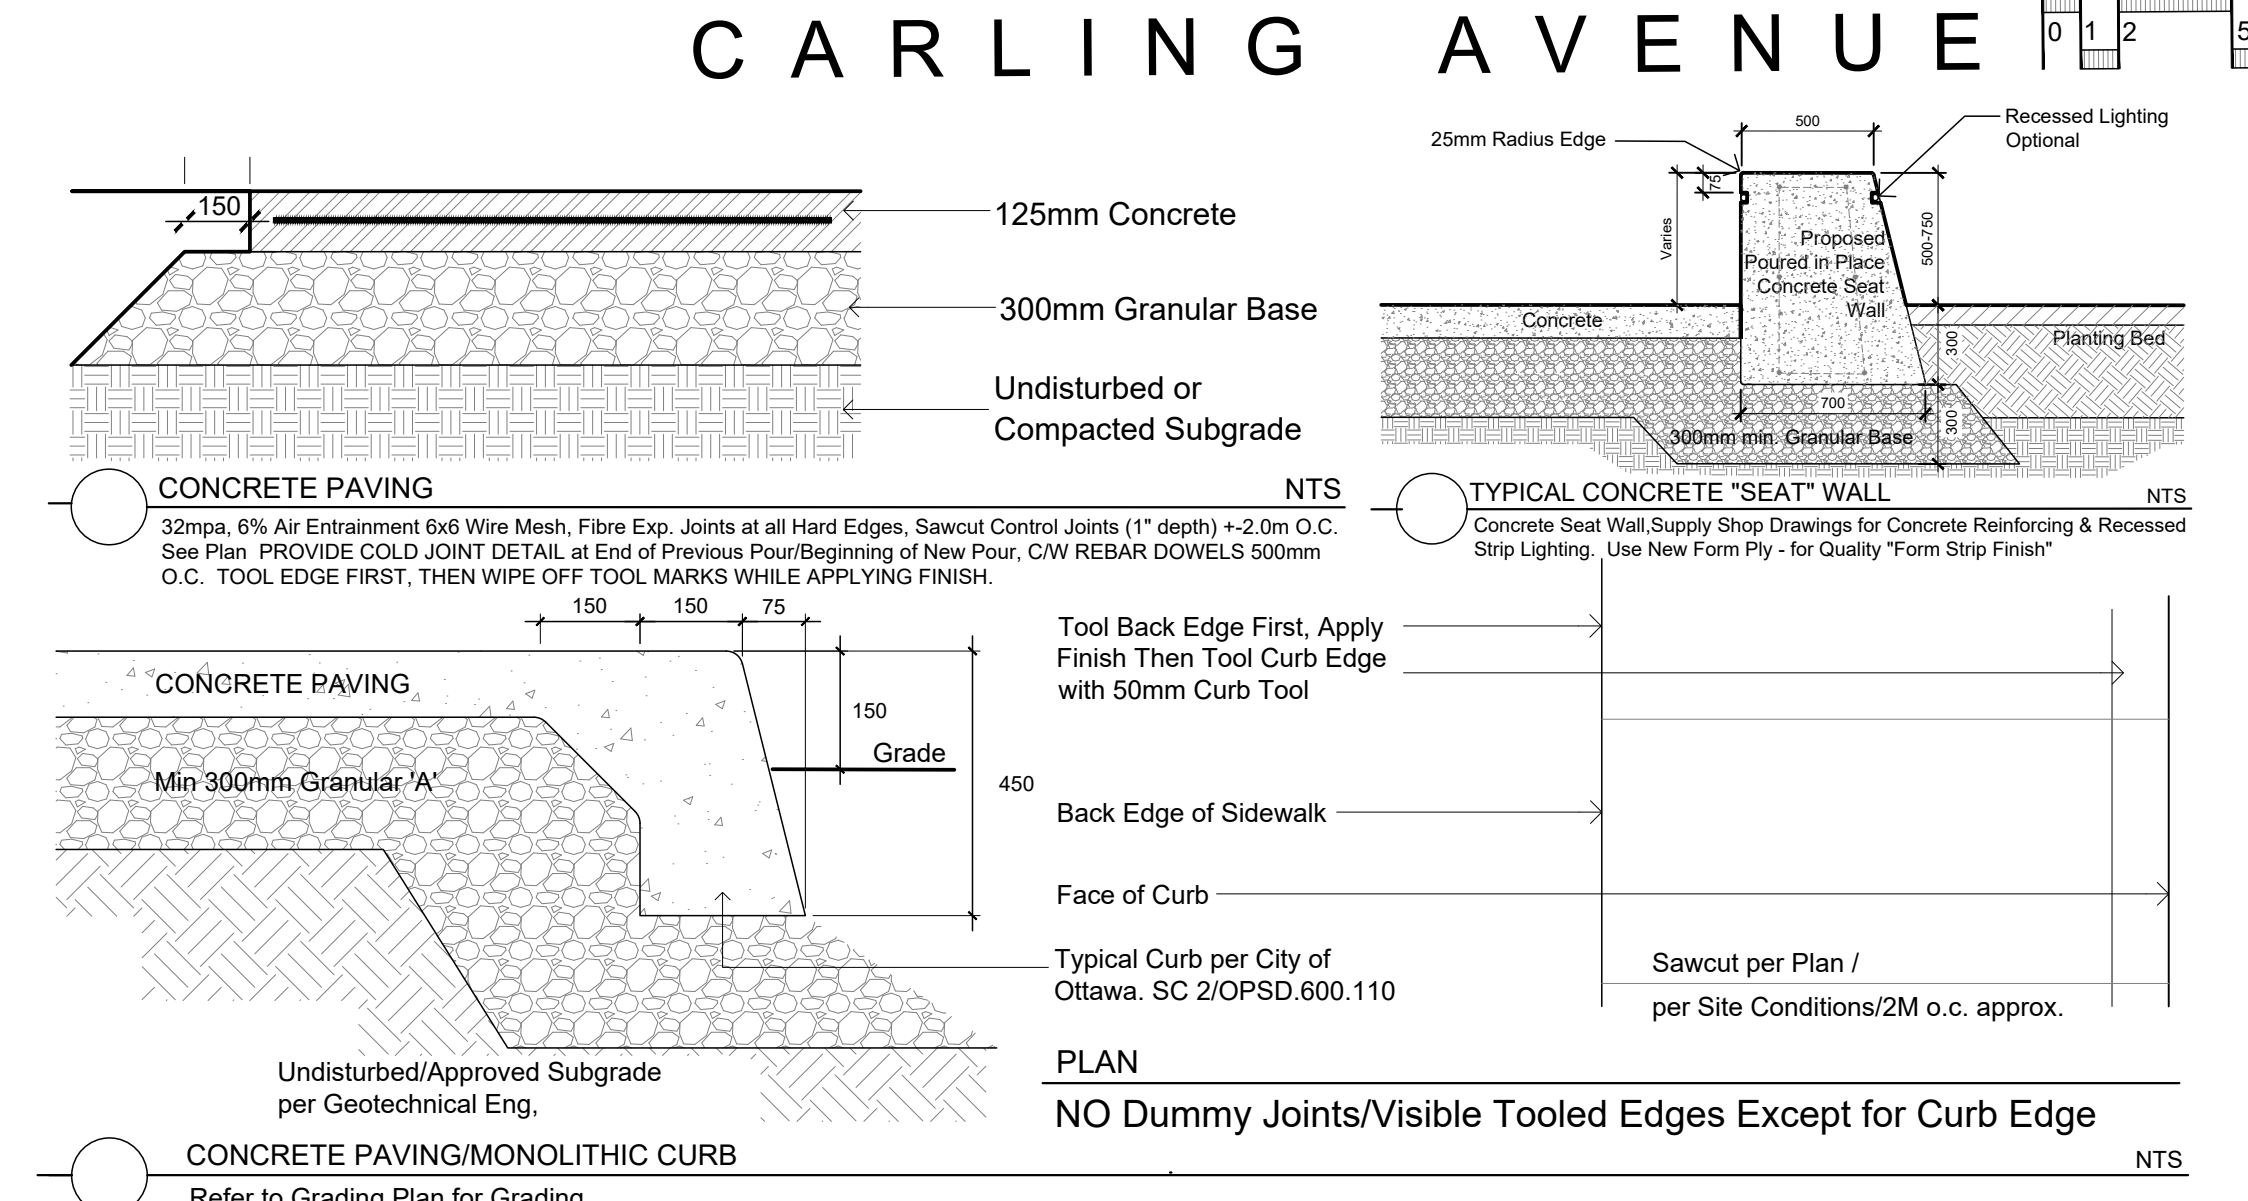 CARLING AVENUE
0 1 2 5
150
125mm Concrete
300mm Granular Base
Undisturbed or
Compacted Subgrade
CONCRETE PAVING NTS
32mpa, 6% Air Entrainment 6x6 Wire Mesh, Fibre Exp. Joints at all Hard Edges, Sawcut Control Joints (1" depth) +-2.0m O.C.
See Plan PROVIDE COLD JOINT DETAIL at End of Previous Pour/Beginning of New Pour, C/W REBAR DOWELS 500mm
O.C. TOOL EDGE FIRST, THEN WIPE OFF TOOL MARKS WHILE APPLYING FINISH.
500
25mm Radius Edge
Recessed Lighting
Optional
75
Varies
500-750
Proposed
Poured in Place
Concrete Seat
Wall
Concrete
Planting Bed
300
700
300
300mm min. Granular Base
TYPICAL CONCRETE "SEAT" WALL NTS
Concrete Seat Wall,Supply Shop Drawings for Concrete Reinforcing & Recessed
Strip Lighting. Use New Form Ply - for Quality "Form Strip Finish"
150 150 75
CONCRETE PAVING
150
Grade
450
Min 300mm Granular 'A'
Undisturbed/Approved Subgrade
per Geotechnical Eng,
Tool Back Edge First, Apply
Finish Then Tool Curb Edge
with 50mm Curb Tool
Back Edge of Sidewalk
Face of Curb
Typical Curb per City of
Ottawa. SC 2/OPSD.600.110
Sawcut per Plan /
per Site Conditions/2M o.c. approx.
PLAN
NO Dummy Joints/Visible Tooled Edges Except for Curb Edge
CONCRETE PAVING/MONOLITHIC CURB NTS
Refer to Grading Plan for Grading